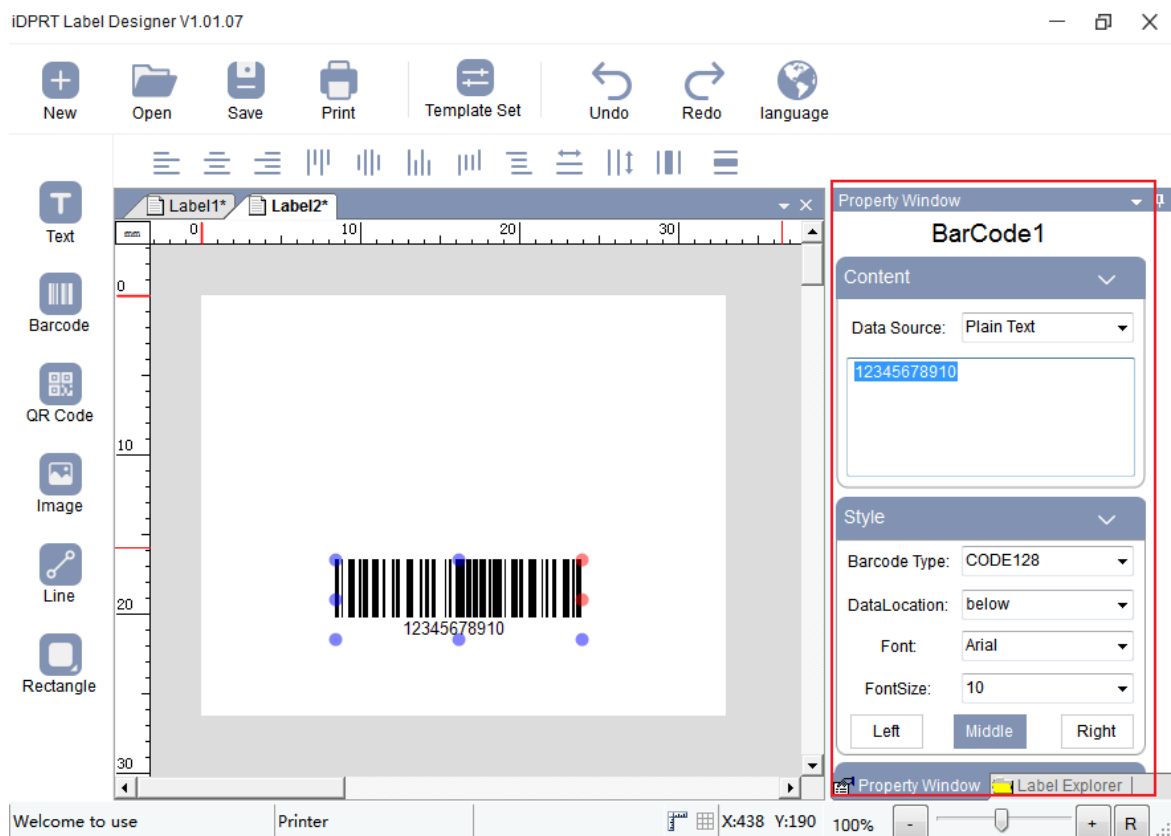 iDPRT Label Designer V1.01.07
New Open Save Print Template Set Undo Redo language
Text
Barcode
QR Code
Image
Line
Rectangle
Label1* Label2*
mm 0 10 20 30
0
10
20
30
12345678910
Property Window
BarCode1
Content
Data Source: Plain Text
12345678910
Style
Barcode Type: CODE128
DataLocation: below
Font: Arial
FontSize: 10
Left Middle Right
Property Window Label Explorer
Welcome to use Printer X:438 Y:190 100% - + R